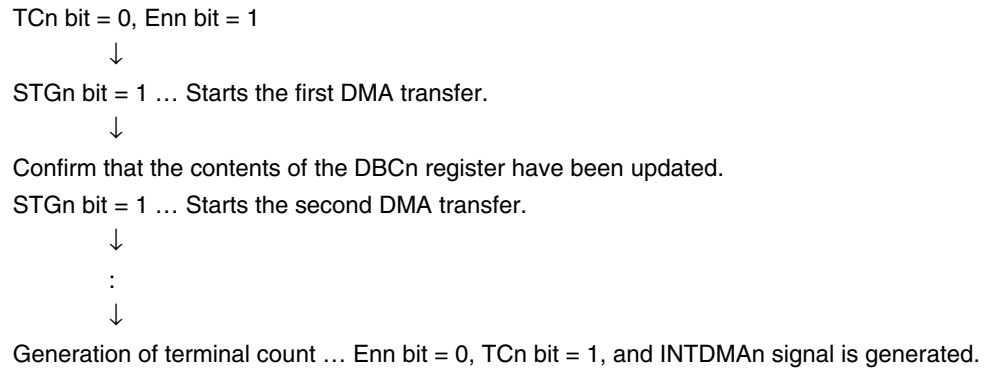 TCn bit = 0, Enn bit = 1
↓
STGn bit = 1 … Starts the first DMA transfer.
↓
Confirm that the contents of the DBCn register have been updated.
STGn bit = 1 … Starts the second DMA transfer.
↓
:
↓
Generation of terminal count … Enn bit = 0, TCn bit = 1, and INTDMAn signal is generated.